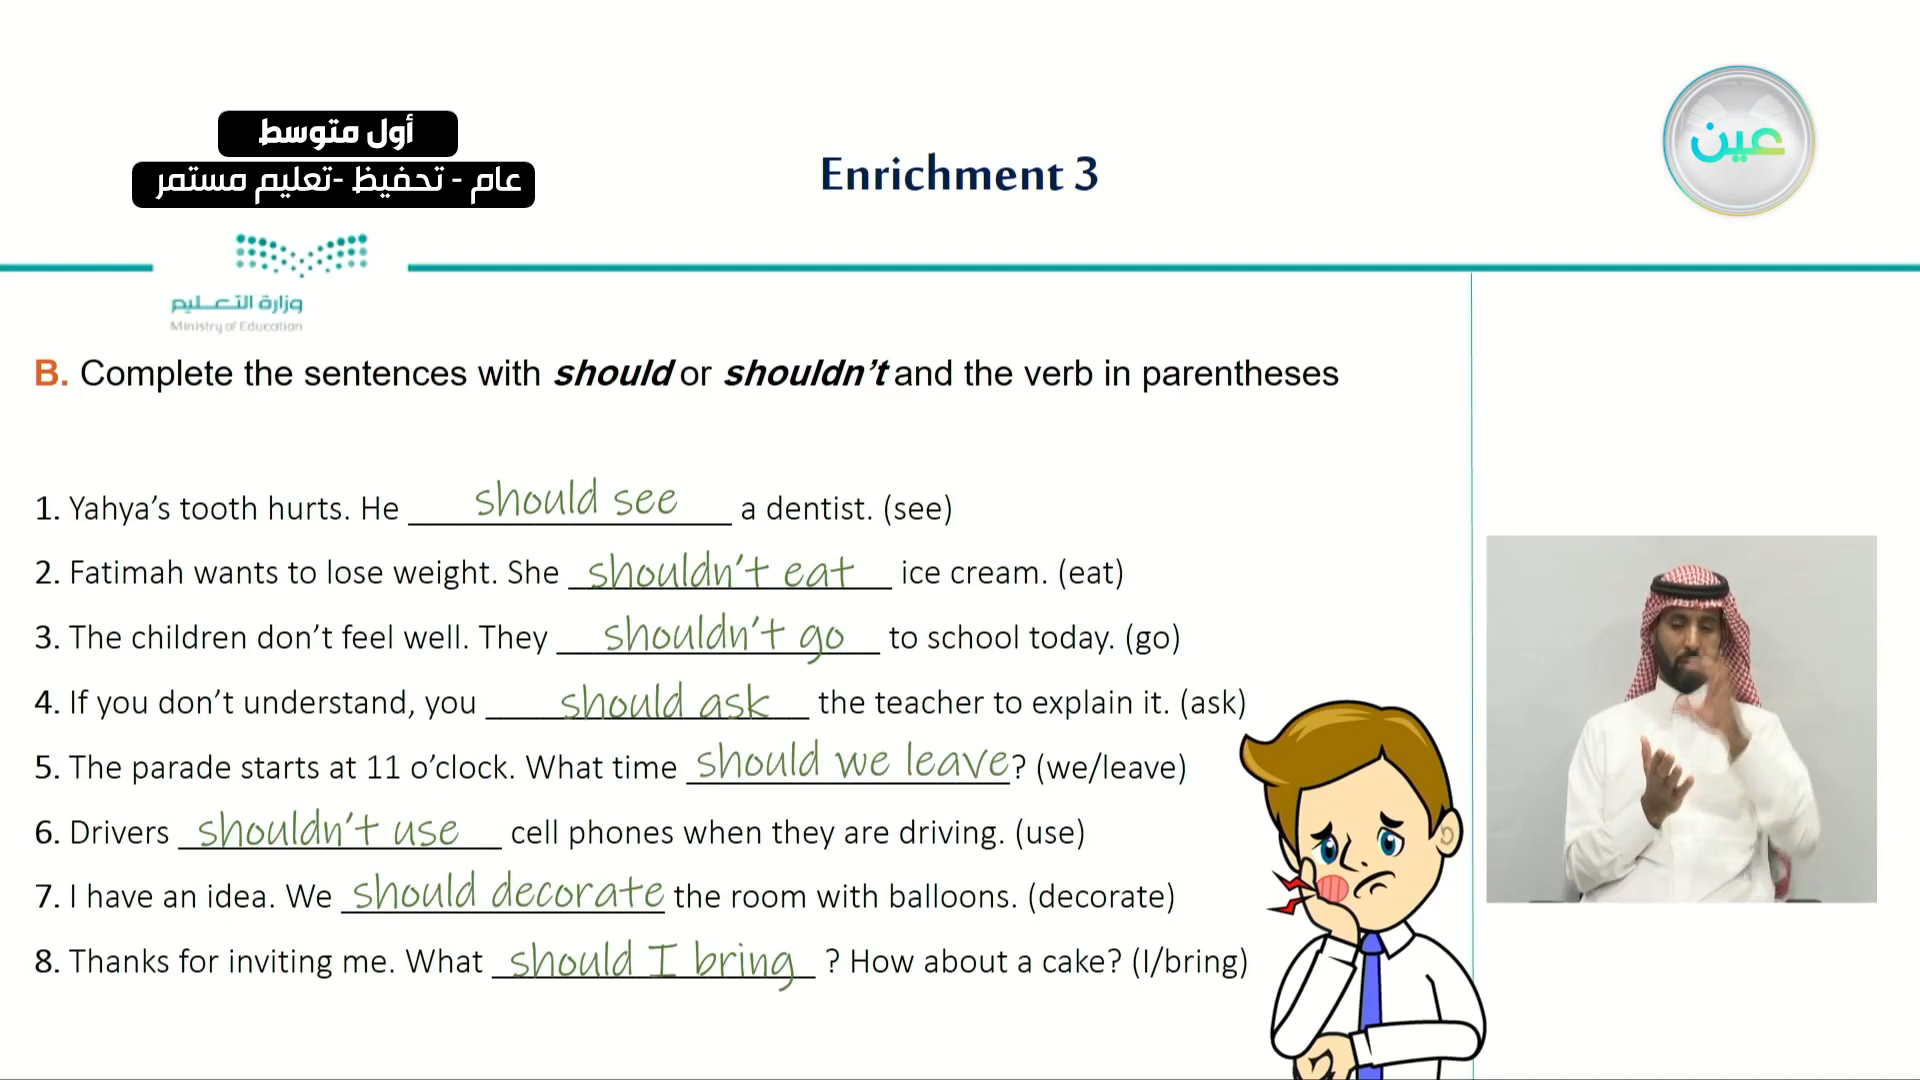 أول متوسط
عام - تحفيظ -تعليم مستمر
Enrichment 3
عين
وزارة التعليم
Ministry of Education
B. Complete the sentences with should or shouldn't and the verb in parentheses
1. Yahya's tooth hurts. He should see a dentist. (see)
2. Fatimah wants to lose weight. She shouldn't eat ice cream. (eat)
3. The children don't feel well. They shouldn't go to school today. (go)
4. If you don't understand, you should ask the teacher to explain it. (ask)
5. The parade starts at 11 o'clock. What time should we leave? (we/leave)
6. Drivers shouldn't use cell phones when they are driving. (use)
7. I have an idea. We should decorate the room with balloons. (decorate)
8. Thanks for inviting me. What should I bring ? How about a cake? (I/bring)